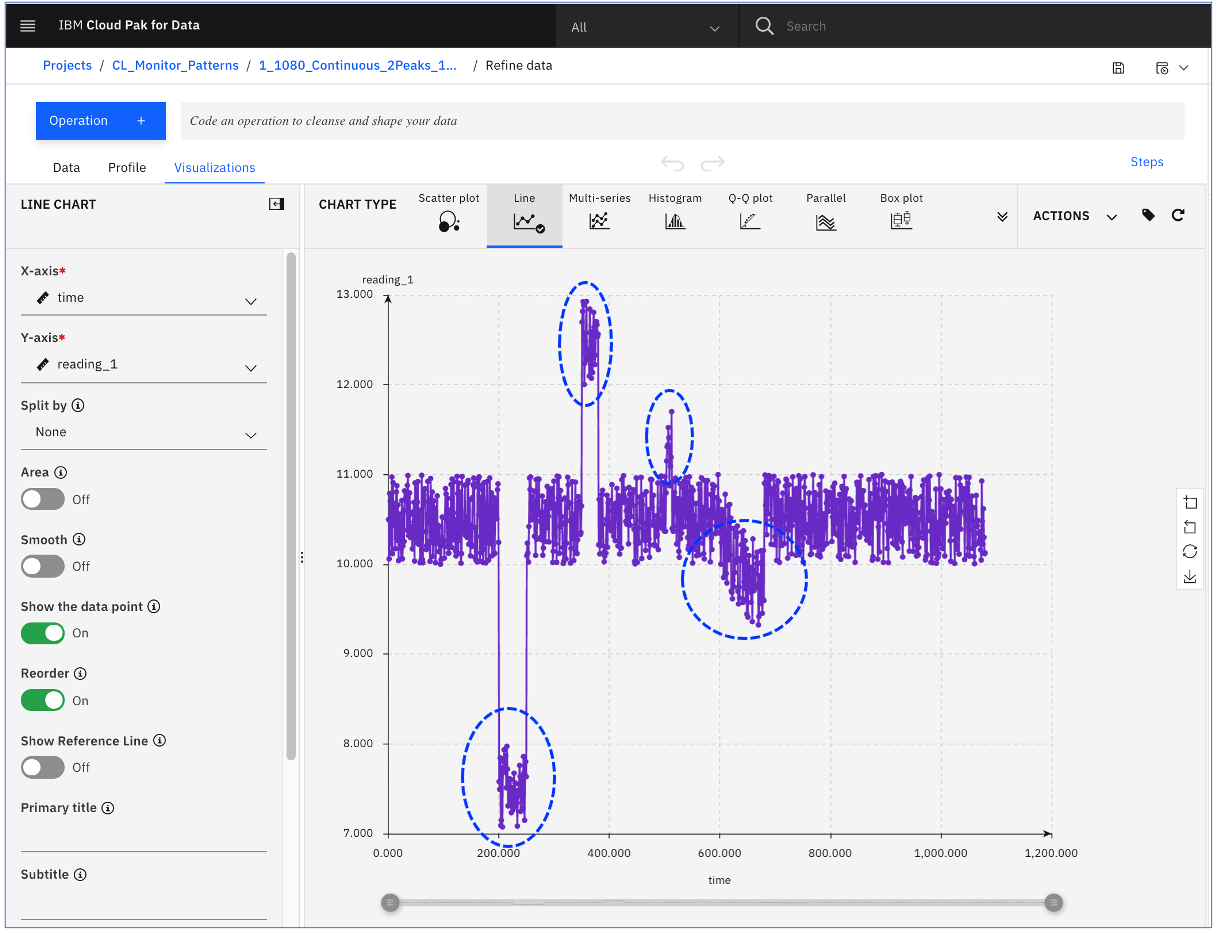 IBM Cloud Pak for Data
All
Search
Projects / CL_Monitor_Patterns / 1_1080_Continuous_2Peaks_1... / Refine data
Operation +
Code an operation to cleanse and shape your data
Data Profile Visualizations
Steps
LINE CHART
CHART TYPE
Scatter plot
Line
Multi-series
Histogram
Q-Q plot
Parallel
Box plot
ACTIONS
X-axis*
time
Y-axis*
reading_1
Split by
None
Area
Off
Smooth
Off
Show the data point
On
Reorder
On
Show Reference Line
Off
Primary title
Subtitle
reading_1
13.000
12.000
11.000
10.000
9.000
8.000
7.000
0.000 200.000 400.000 600.000 800.000 1,000.000 1,200.000
time